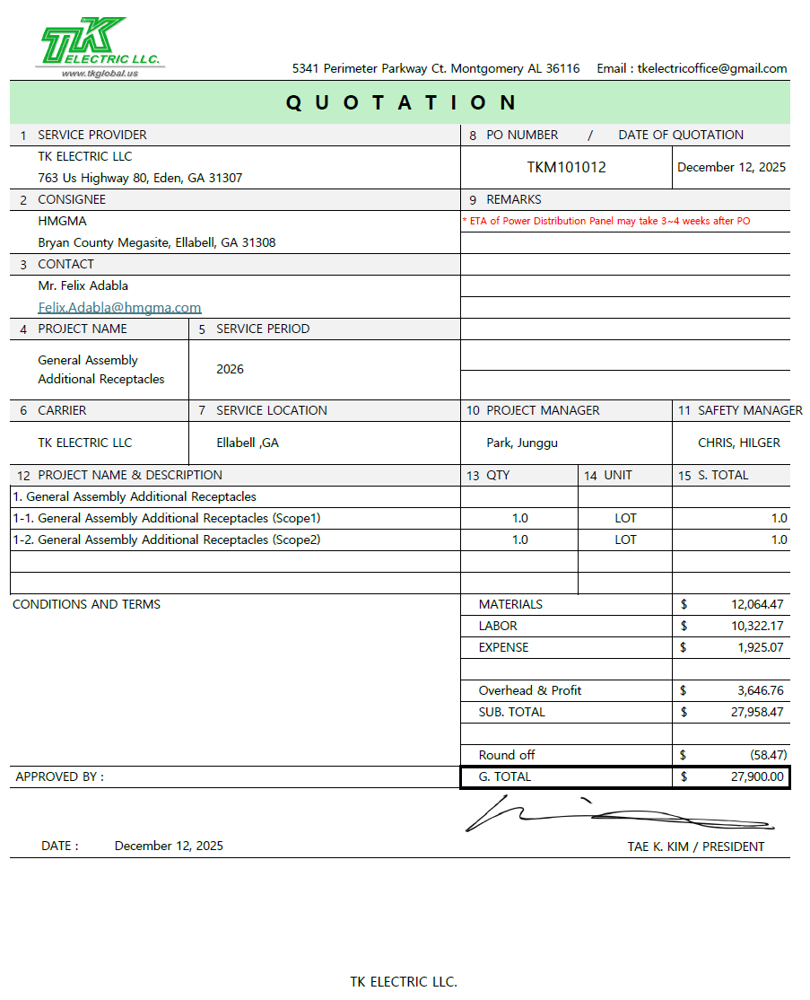 TK
ELECTRIC LLC.
www.tkglobal.us
5341 Perimeter Parkway Ct. Montgomery AL 36116 Email : tkelectricoffice@gmail.com
QUOTATION
1 SERVICE PROVIDER
8 PO NUMBER / DATE OF QUOTATION
TK ELECTRIC LLC
763 Us Highway 80, Eden, GA 31307
TKM101012
December 12, 2025
2 CONSIGNEE
9 REMARKS
HMGMA
* ETA of Power Distribution Panel may take 3~4 weeks after PO
Bryan County Megasite, Ellabell, GA 31308
3 CONTACT
Mr. Felix Adabla
Felix.Adabla@hmgma.com
4 PROJECT NAME
5 SERVICE PERIOD
General Assembly
Additional Receptacles
2026
6 CARRIER
7 SERVICE LOCATION
10 PROJECT MANAGER
11 SAFETY MANAGER
TK ELECTRIC LLC
Ellabell ,GA
Park, Junggu
CHRIS, HILGER
12 PROJECT NAME & DESCRIPTION
13 QTY
14 UNIT
15 S. TOTAL
1. General Assembly Additional Receptacles
1-1. General Assembly Additional Receptacles (Scope1) 1.0 LOT 1.0
1-2. General Assembly Additional Receptacles (Scope2) 1.0 LOT 1.0
CONDITIONS AND TERMS
MATERIALS $ 12,064.47
LABOR $ 10,322.17
EXPENSE $ 1,925.07
Overhead & Profit $ 3,646.76
SUB. TOTAL $ 27,958.47
Round off $ (58.47)
APPROVED BY :
G. TOTAL $ 27,900.00
DATE : December 12, 2025
TAE K. KIM / PRESIDENT
TK ELECTRIC LLC.